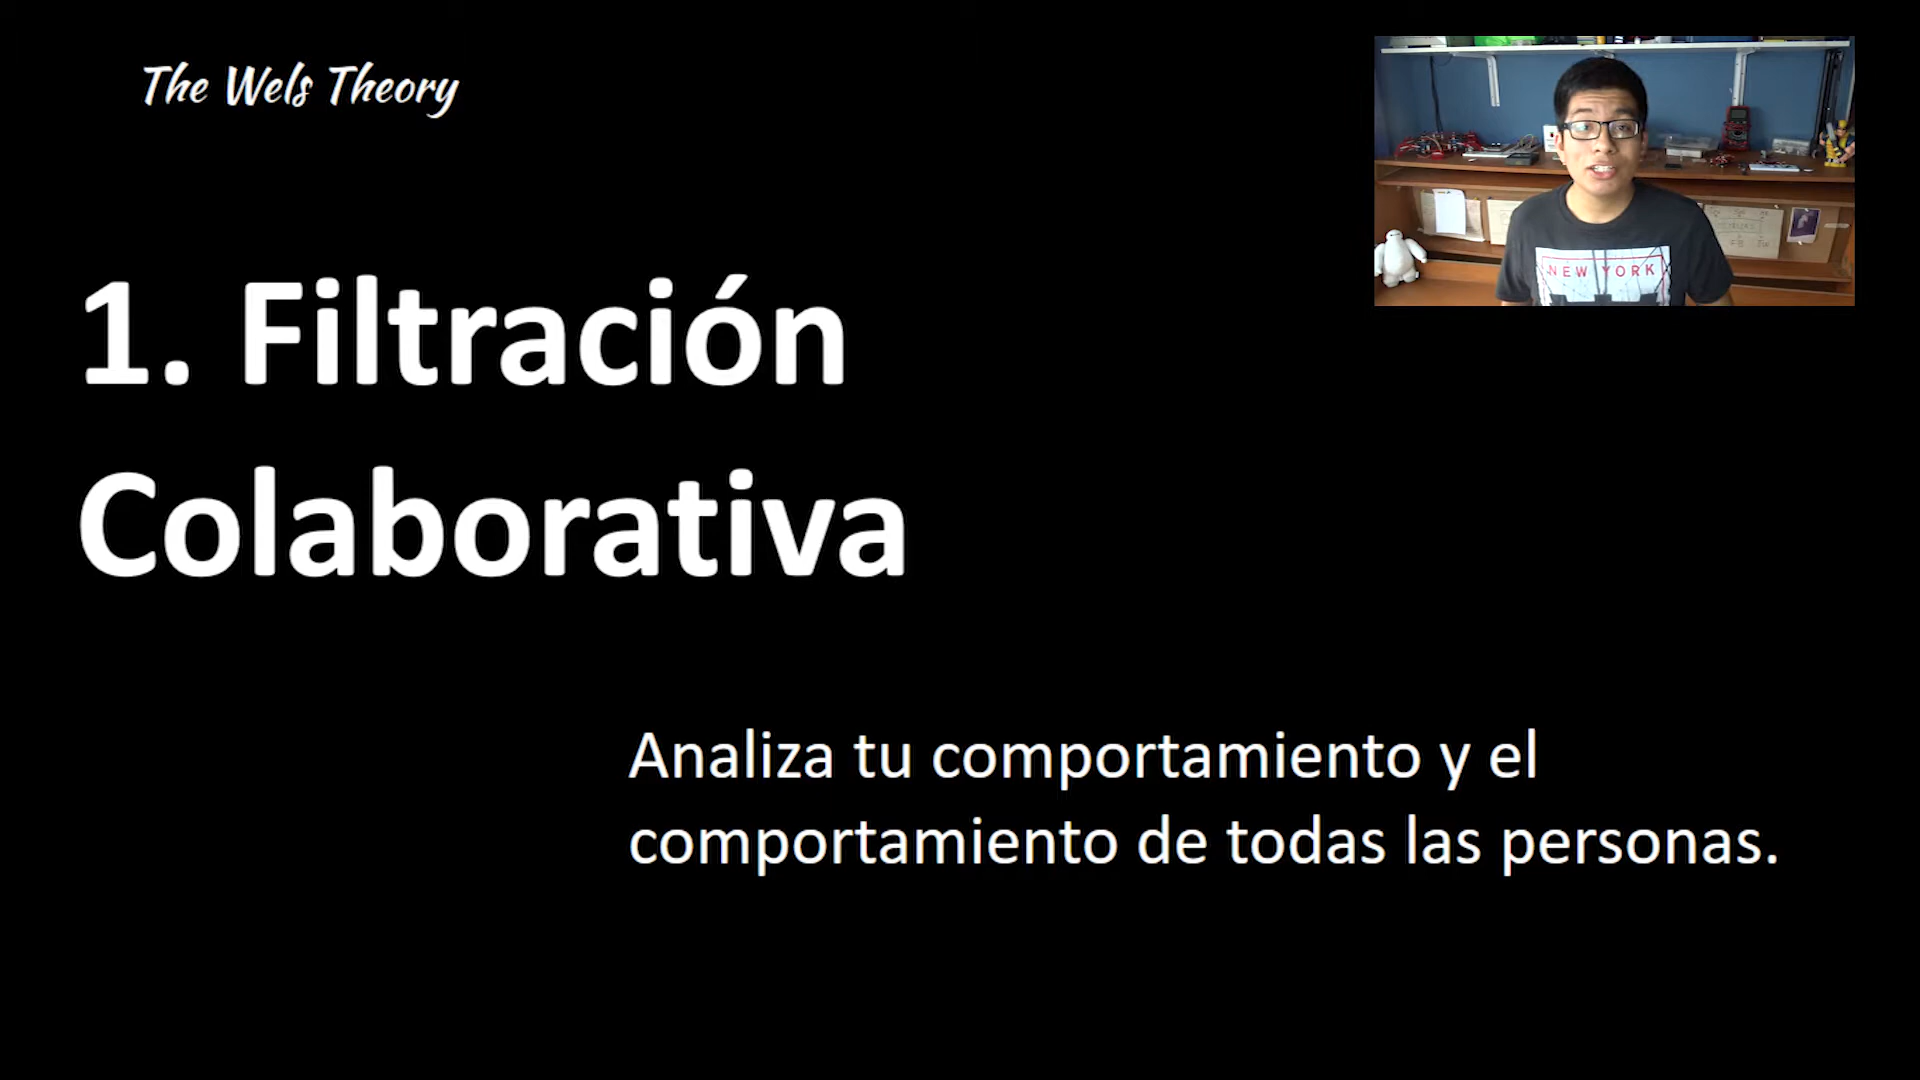 The Wels Theory
NEW YORK
1. Filtración
Colaborativa
Analiza tu comportamiento y el
comportamiento de todas las personas.